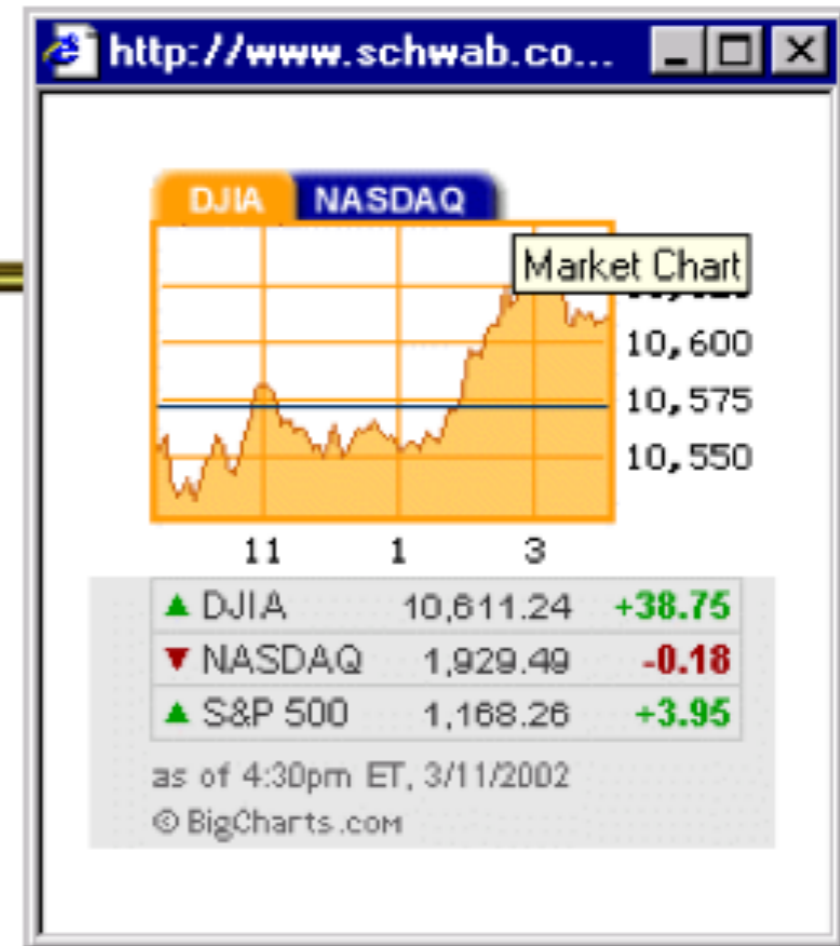 http://www.schwab.co...
DJIA NASDAQ
Market Chart
10,600
10,575
10,550
11 1 3
▲ DJIA 10,611.24 +38.75
▼ NASDAQ 1,929.49 -0.18
▲ S&P 500 1,168.26 +3.95
as of 4:30pm ET, 3/11/2002
© BigCharts.com